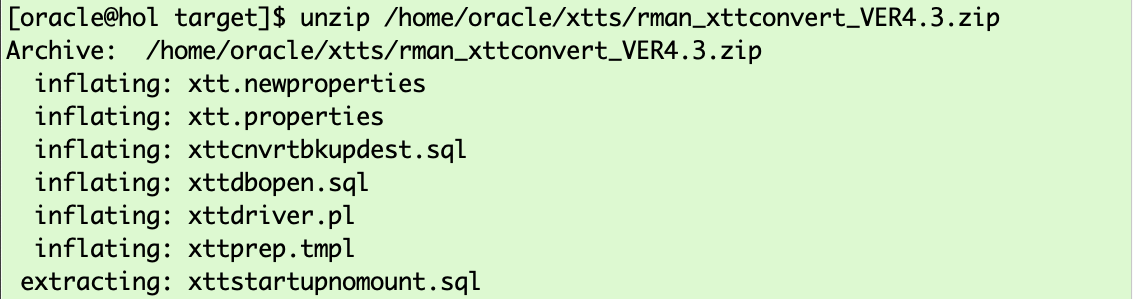 [oracle@hol target]$ unzip /home/oracle/xtts/rman_xttconvert_VER4.3.zip
Archive:  /home/oracle/xtts/rman_xttconvert_VER4.3.zip
  inflating: xtt.newproperties
  inflating: xtt.properties
  inflating: xttcnvrtbkupdest.sql
  inflating: xttdbopen.sql
  inflating: xttdriver.pl
  inflating: xttprep.tmpl
 extracting: xttstartupnomount.sql